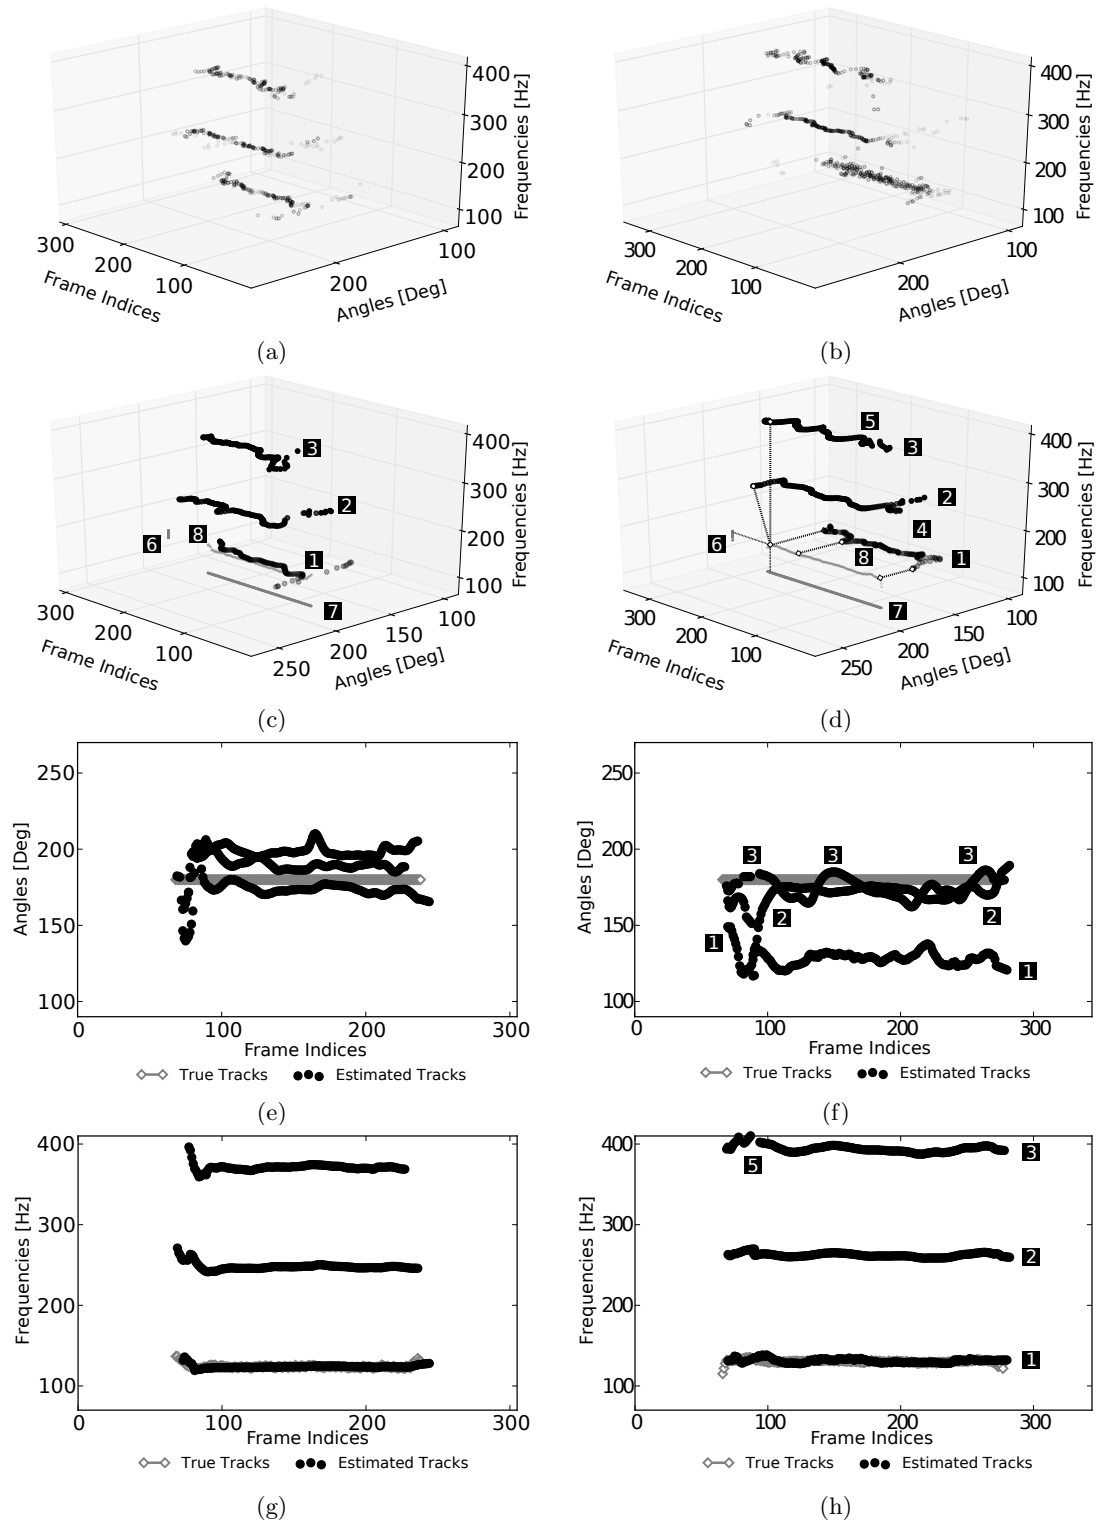 400
300
200
100
Frequencies [Hz]
300
200
100
Frame Indices
200
100
Angles [Deg]
(a)
400
300
200
100
Frequencies [Hz]
300
200
100
Frame Indices
200
100
Angles [Deg]
(b)
400
300
200
100
Frequencies [Hz]
3
2
8
6
1
7
300
200
100
Frame Indices
250
200
150
100
Angles [Deg]
(c)
400
300
200
100
Frequencies [Hz]
5
3
2
4
6
8
1
7
300
200
100
Frame Indices
250
200
150
100
Angles [Deg]
(d)
250
200
150
100
Angles [Deg]
0
100
200
300
Frame Indices
True Tracks
Estimated Tracks
(e)
250
200
150
100
Angles [Deg]
3
3
3
2
2
1
1
0
100
200
300
Frame Indices
True Tracks
Estimated Tracks
(f)
400
300
200
100
Frequencies [Hz]
0
100
200
300
Frame Indices
True Tracks
Estimated Tracks
(g)
400
300
200
100
Frequencies [Hz]
5
3
2
1
0
100
200
300
Frame Indices
True Tracks
Estimated Tracks
(h)